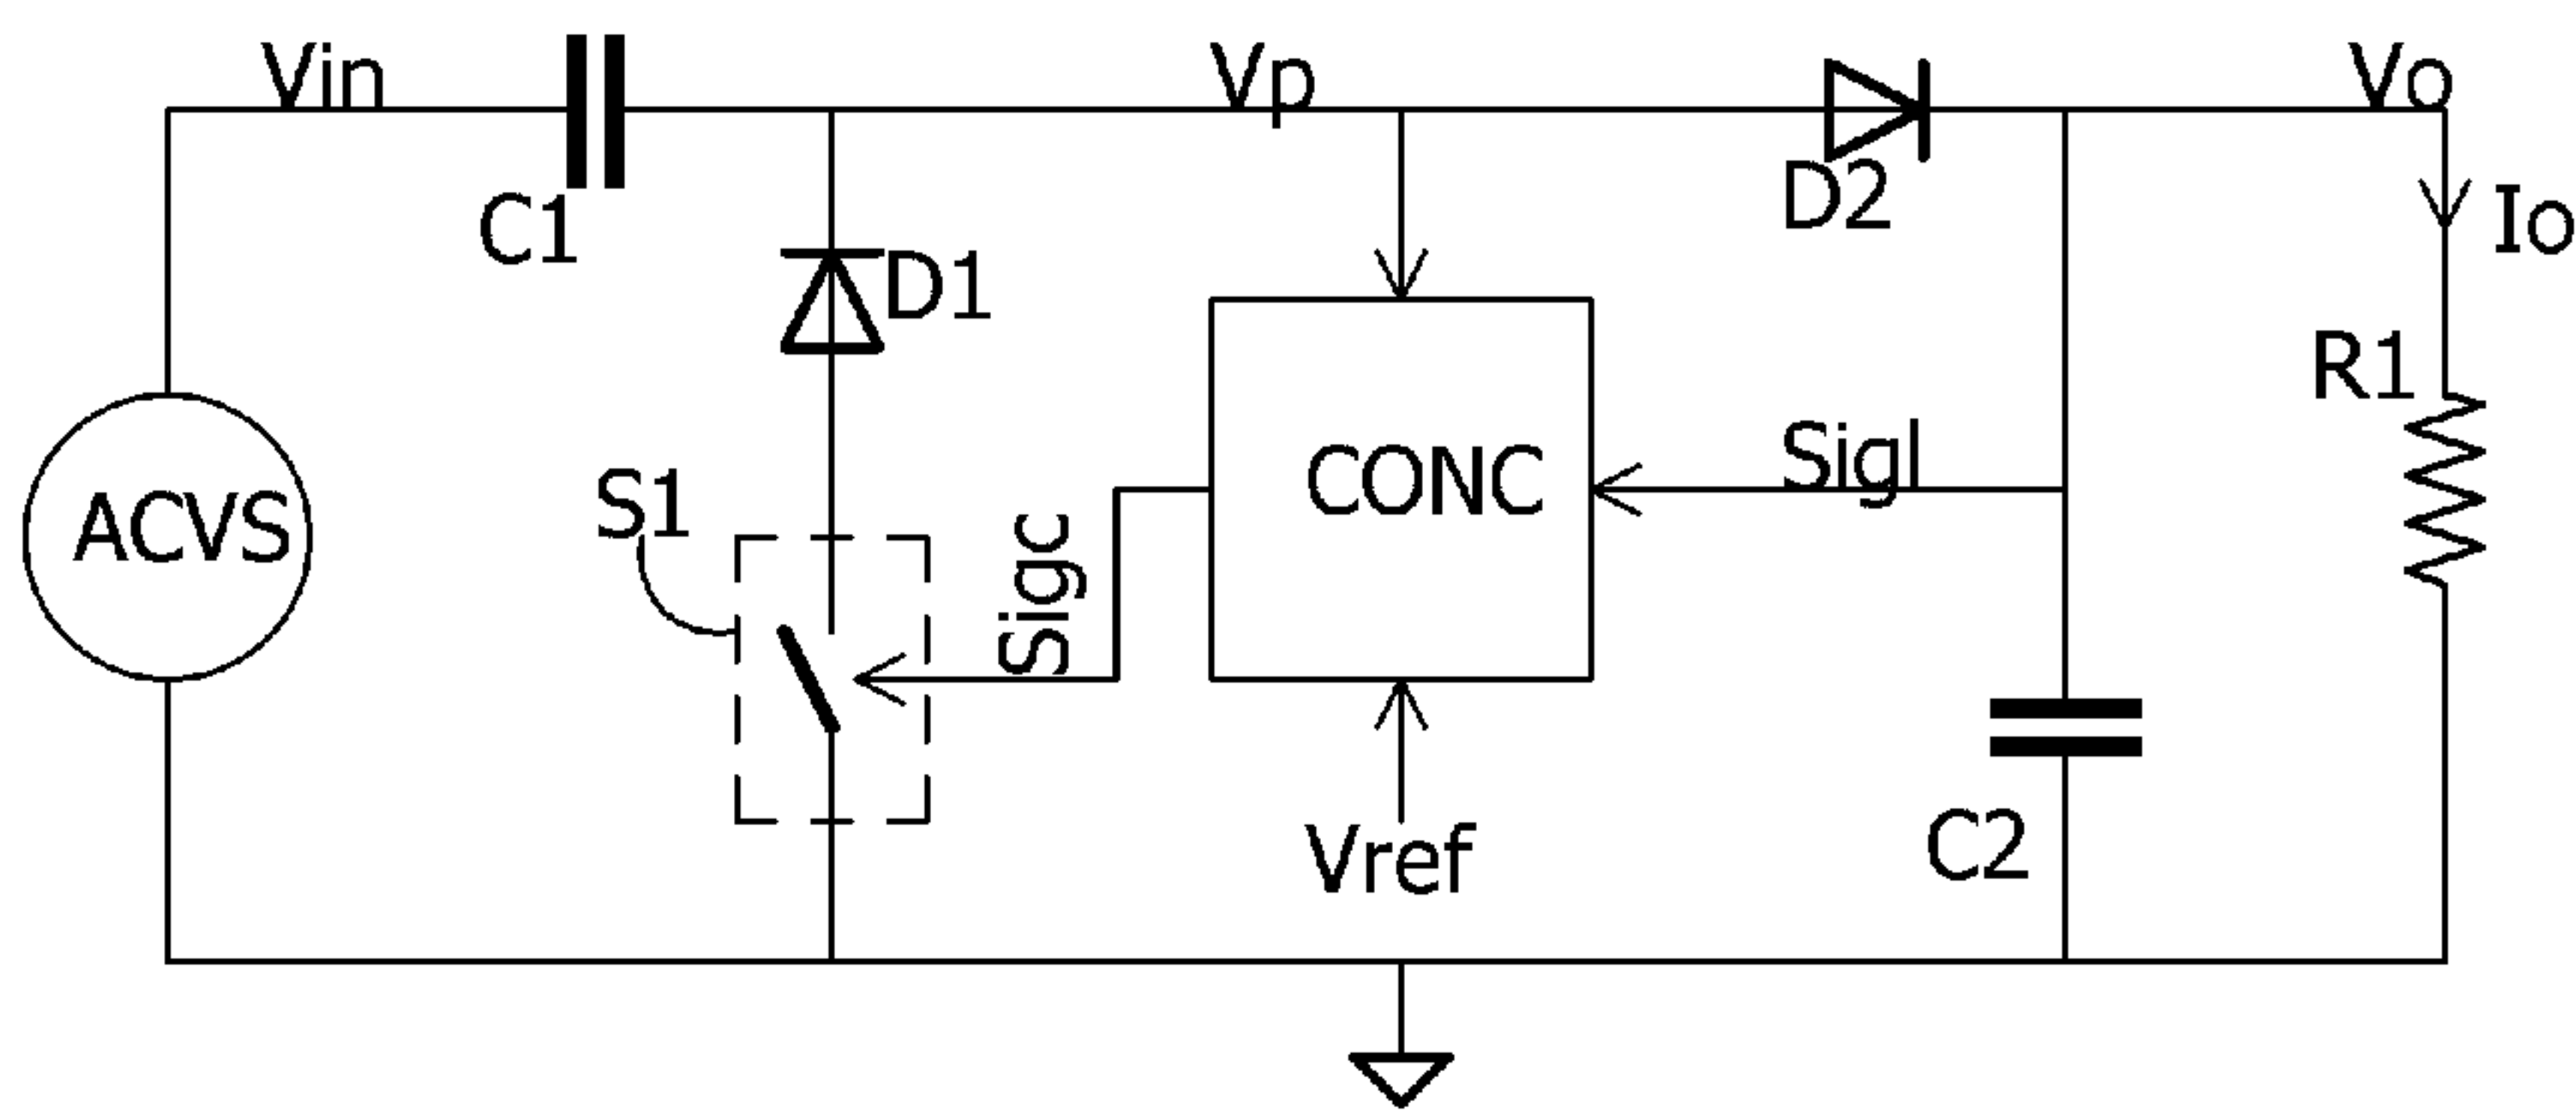 Vin
Vp
Vo
C1
D2
Io
D1
R1
S1
ACVS
CONC
Sigl
Sigc
Vref
C2